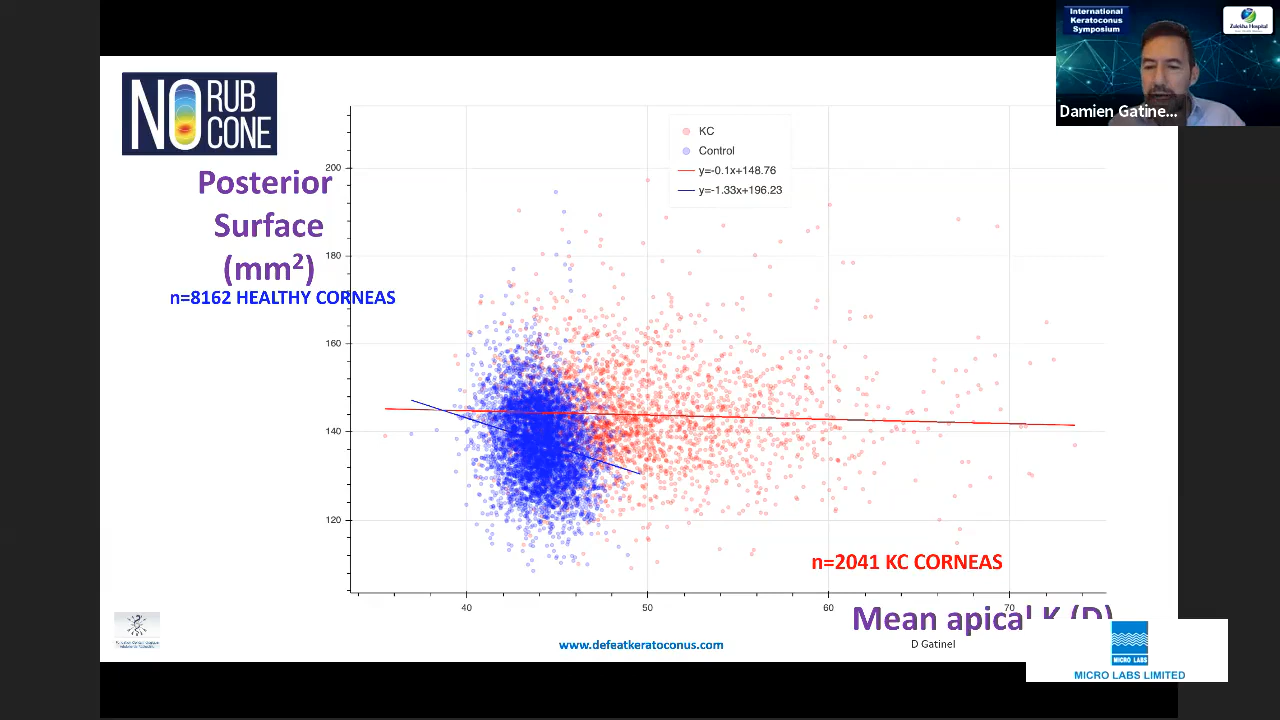 International
Keratoconus
Symposium
Zulekha Hospital
Damien Gatine...
NO RUB
CONE
Posterior
Surface
(mm²)
n=8162 HEALTHY CORNEAS
KC
Control
y=-0.1x+148.76
y=-1.33x+196.23
200
180
160
140
120
n=2041 KC CORNEAS
40
50
60
70
Mean apical K (D)
www.defeatkeratoconus.com
D Gatinel
MICRO LABS
MICRO LABS LIMITED